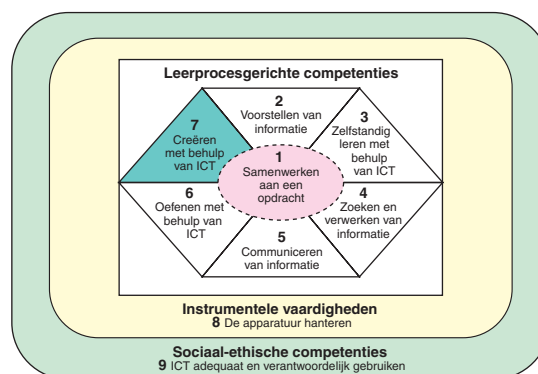 Leerprocesgerichte competenties
2
Voorstellen van
informatie
3
Zelfstandig
leren met
behulp
van ICT
7
Creëren
met behulp
van ICT
1
Samenwerken
aan een
opdracht
6
Oefenen met
behulp van
ICT
4
Zoeken en
verwerken van
informatie
5
Communiceren
van informatie
Instrumentele vaardigheden
8 De apparatuur hanteren
Sociaal-ethische competenties
9 ICT adequaat en verantwoordelijk gebruiken